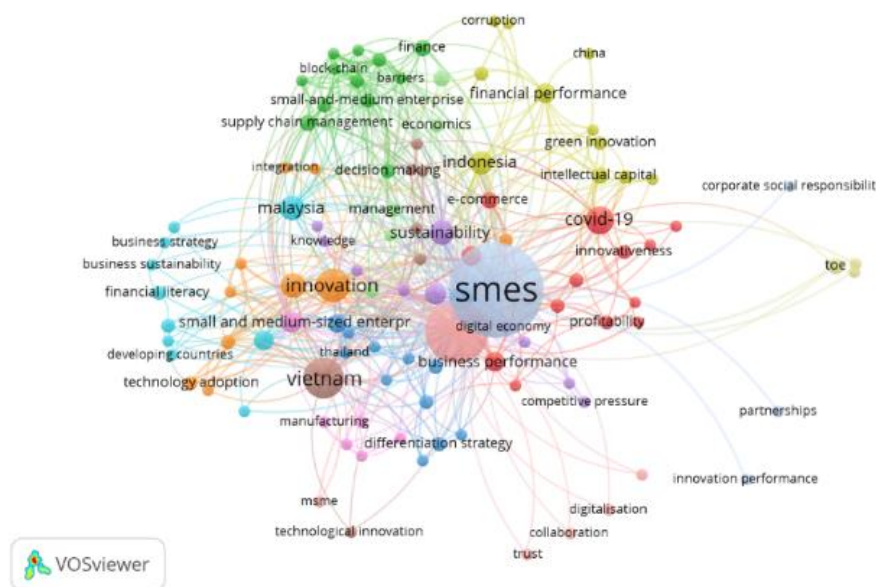 corruption
finance
china
block-chain
barriers
financial performance
small-and-medium enterprise
supply chain management
economics
green innovation
integration
decision making
indonesia
intellectual capital
corporate social responsibilit
e-commerce
malaysia
management
covid-19
sustainability
business strategy
knowledge
innovativeness
business sustainability
toe
innovation
smes
financial literacy
small and medium-sized enterpr
digital economy
profitability
developing countries
thailand
business performance
technology adoption
vietnam
competitive pressure
partnerships
manufacturing
differentiation strategy
innovation performance
msme
digitalisation
technological innovation
collaboration
trust
VOSviewer